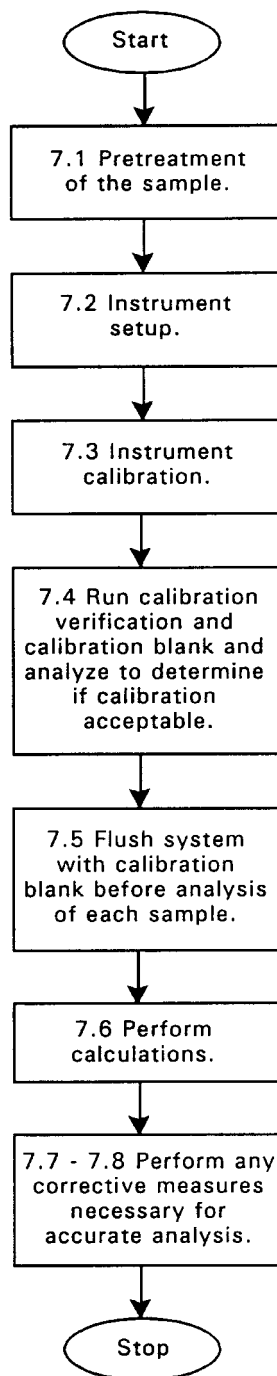 Start
7.1 Pretreatment
of the sample.
7.2 Instrument
setup.
7.3 Instrument
calibration.
7.4 Run calibration
verification and
calibration blank and
analyze to determine
if calibration
acceptable.
7.5 Flush system
with calibration
blank before analysis
of each sample.
7.6 Perform
calculations.
7.7 - 7.8 Perform any
corrective measures
necessary for
accurate analysis.
Stop